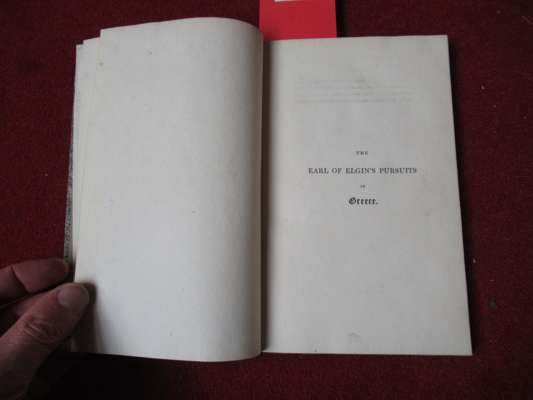 THE
EARL OF ELGIN'S PURSUITS
IN
Greece.